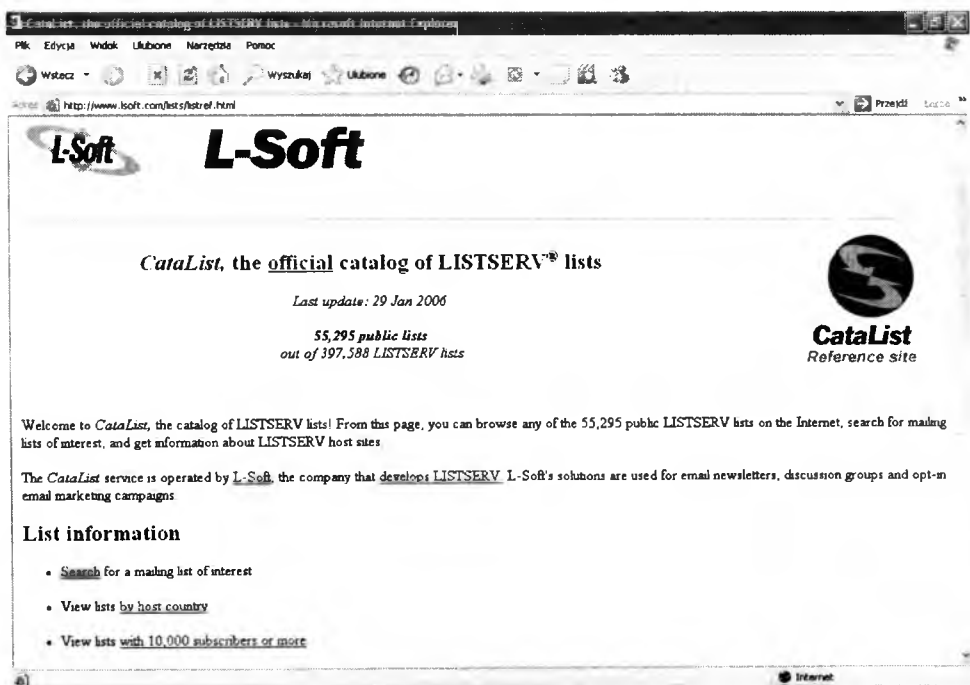 CataList, the official catalog of LISTSERV lists - Microsoft Internet Explorer
Plik Edycja Widok Ulubione Narzędzia Pomoc
Wstecz Wyszukaj Ulubione
Adres http://www.lsoft.com/lists/listref.html Przejdź Łącza »
L-Soft L-Soft
CataList, the official catalog of LISTSERV® lists
Last update: 29 Jan 2006
55,295 public lists
out of 397,588 LISTSERV lists
CataList
Reference site
Welcome to CataList, the catalog of LISTSERV lists! From this page, you can browse any of the 55,295 public LISTSERV lists on the Internet, search for mailing
lists of interest, and get information about LISTSERV host sites
The CataList service is operated by L-Soft, the company that develops LISTSERV. L-Soft's solutions are used for email newsletters, discussion groups and opt-in
email marketing campaigns
List information
• Search for a mailing list of interest
• View lists by host country
• View lists with 10,000 subscribers or more
Internet